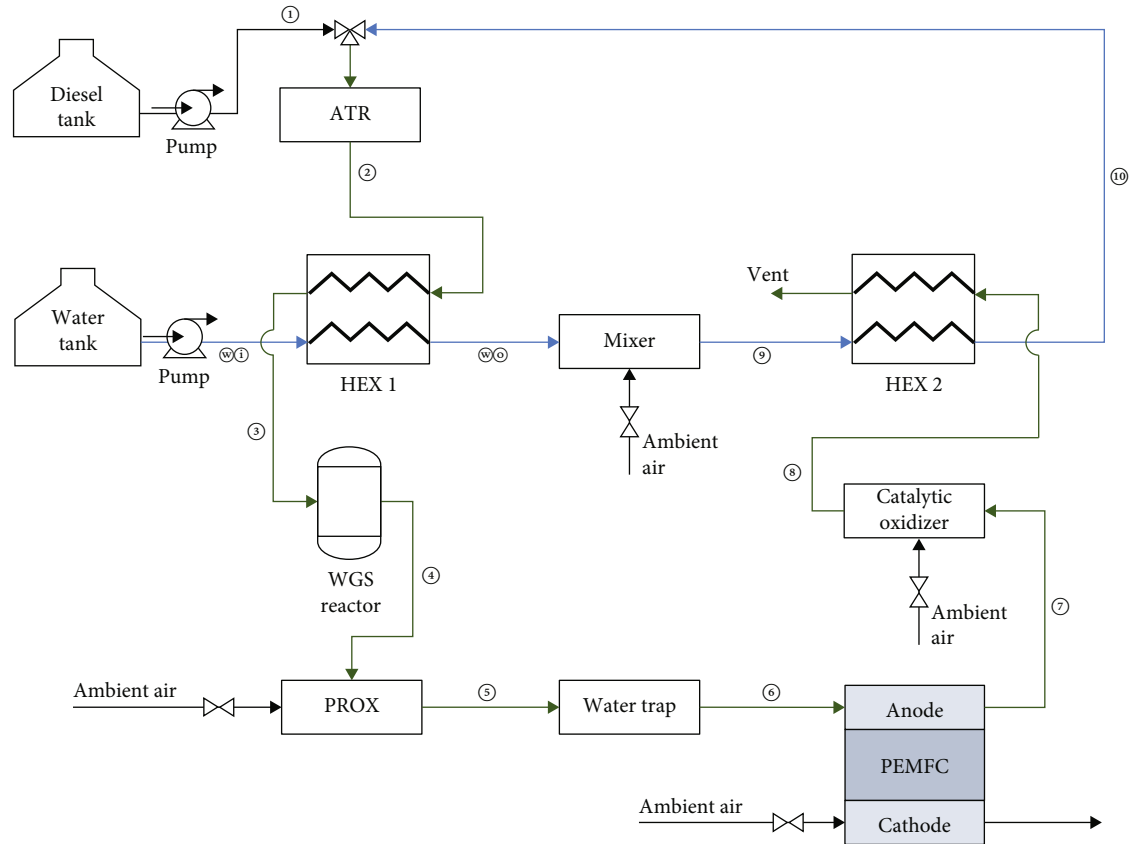 ①
Diesel
tank
Pump
ATR
②
⑩
Water
tank
Pump
ⓦⓘ
HEX 1
ⓦⓞ
Mixer
Ambient
air
⑨
Vent
HEX 2
③
WGS
reactor
④
⑧
Catalytic
oxidizer
Ambient
air
⑦
Ambient air
PROX
⑤
Water trap
⑥
Anode
PEMFC
Ambient air
Cathode